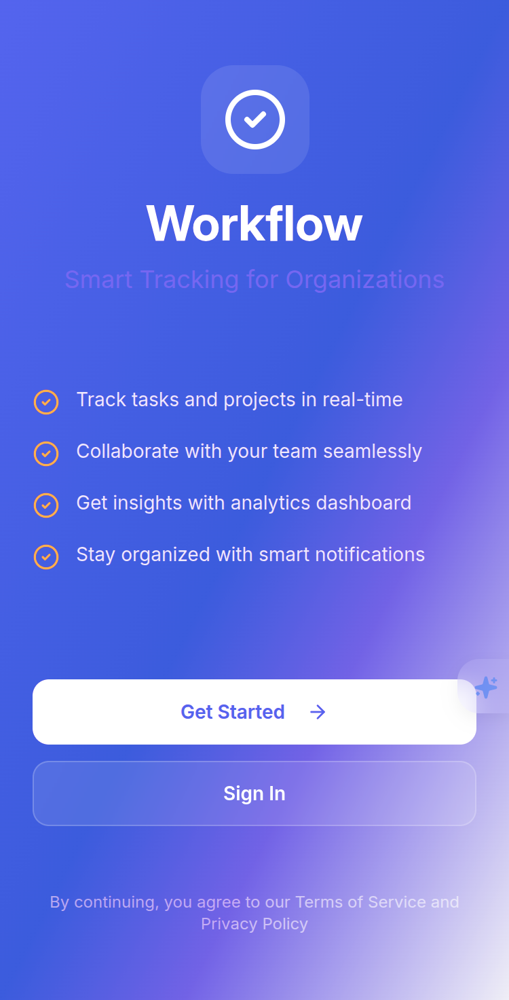 Workflow
Smart Tracking for Organizations
Track tasks and projects in real-time
Collaborate with your team seamlessly
Get insights with analytics dashboard
Stay organized with smart notifications
Get Started
Sign In
By continuing, you agree to our Terms of Service and
Privacy Policy